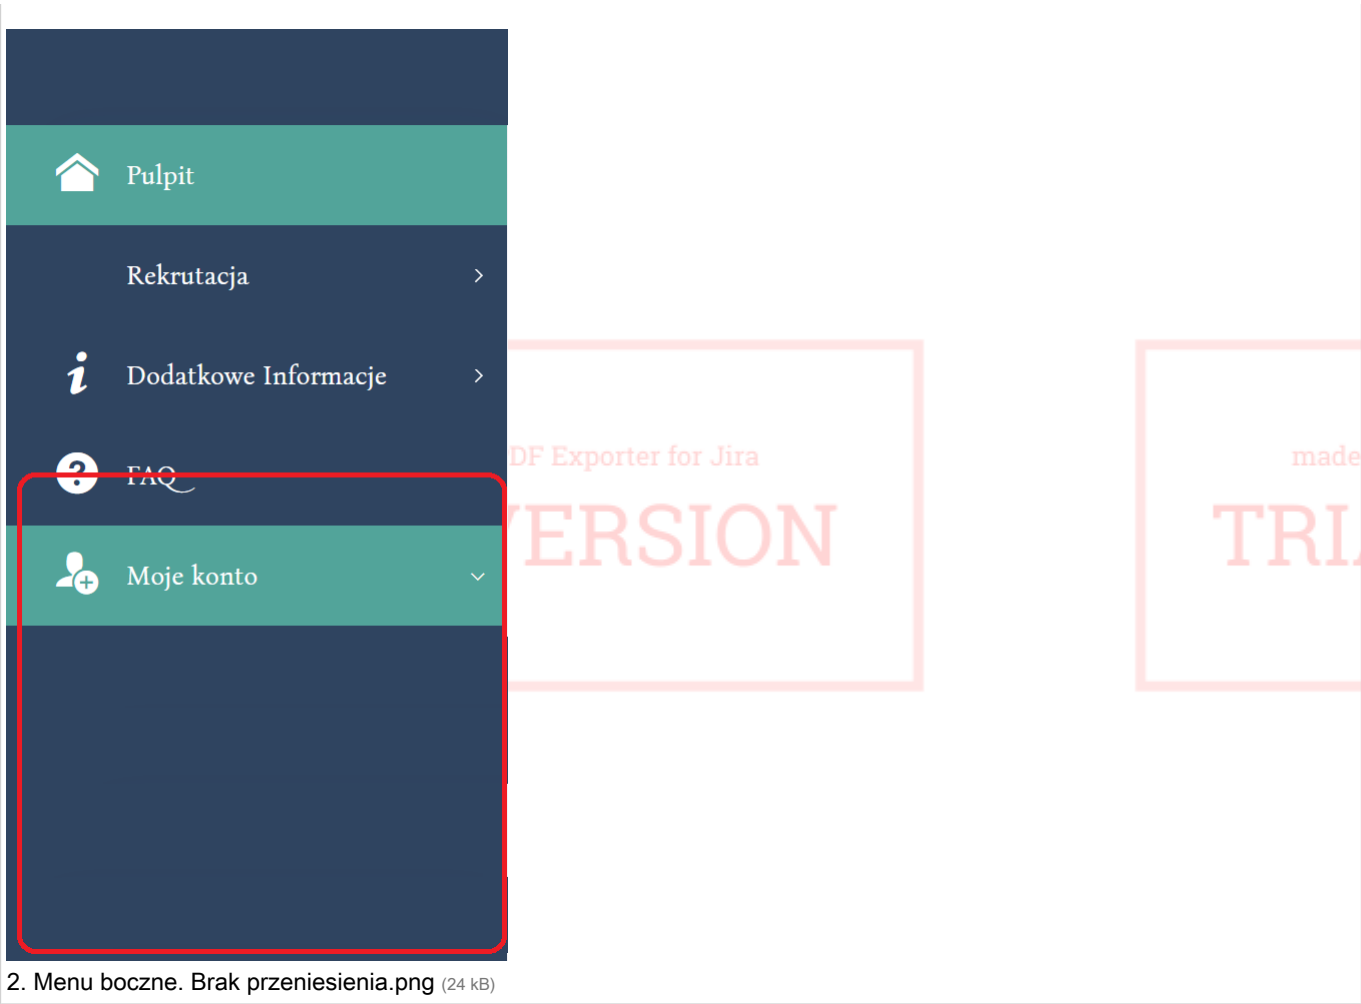 Pulpit
Rekrutacja
Dodatkowe Informacje
FAQ
Moje konto
DF Exporter for Jira
made
VERSION
TRI
2. Menu boczne. Brak przeniesienia.png (24 kB)